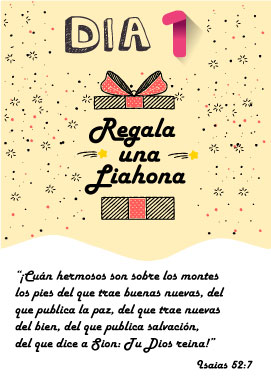 DIA 1
Regala
una
Liahona
"¡Cuán hermosos son sobre los montes
los pies del que trae buenas nuevas, del
que publica la paz, del que trae nuevas
del bien, del que publica salvación,
del que dice a Sion: Tu Dios reina!"
Isaias 52:7